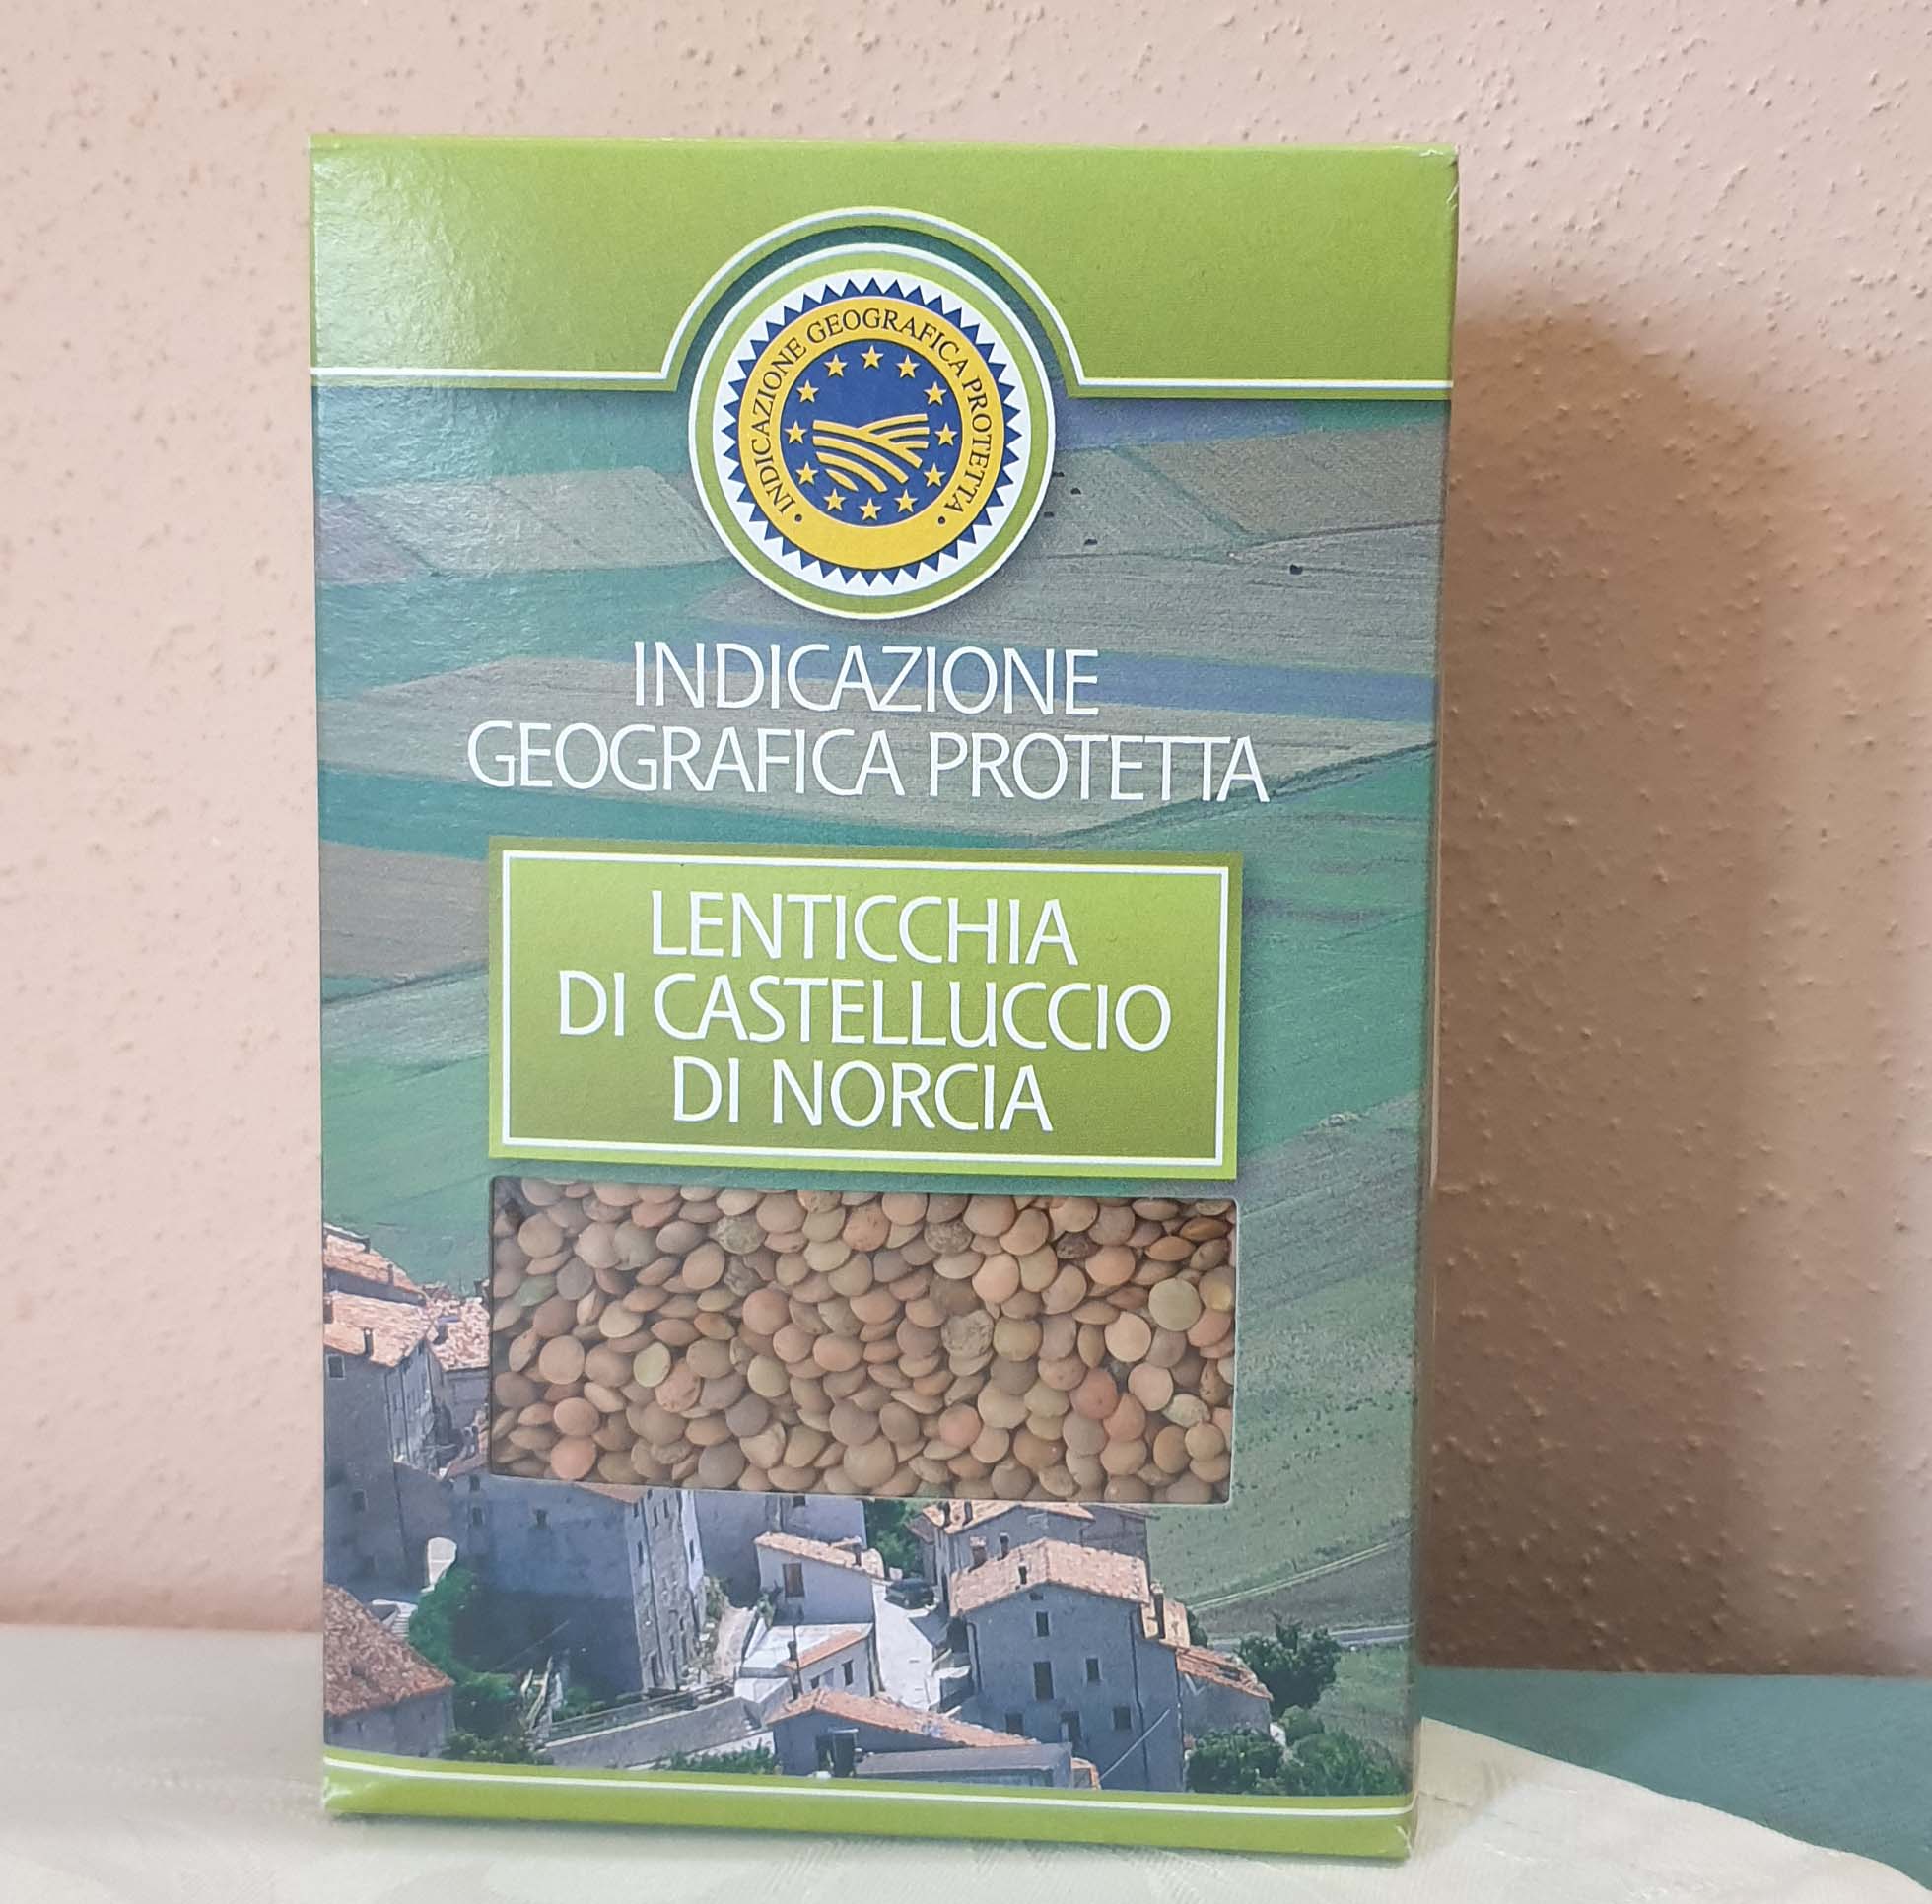 • INDICAZIONE GEOGRAFICA PROTETTA •
INDICAZIONE
GEOGRAFICA PROTETTA
LENTICCHIA
DI CASTELLUCCIO
DI NORCIA